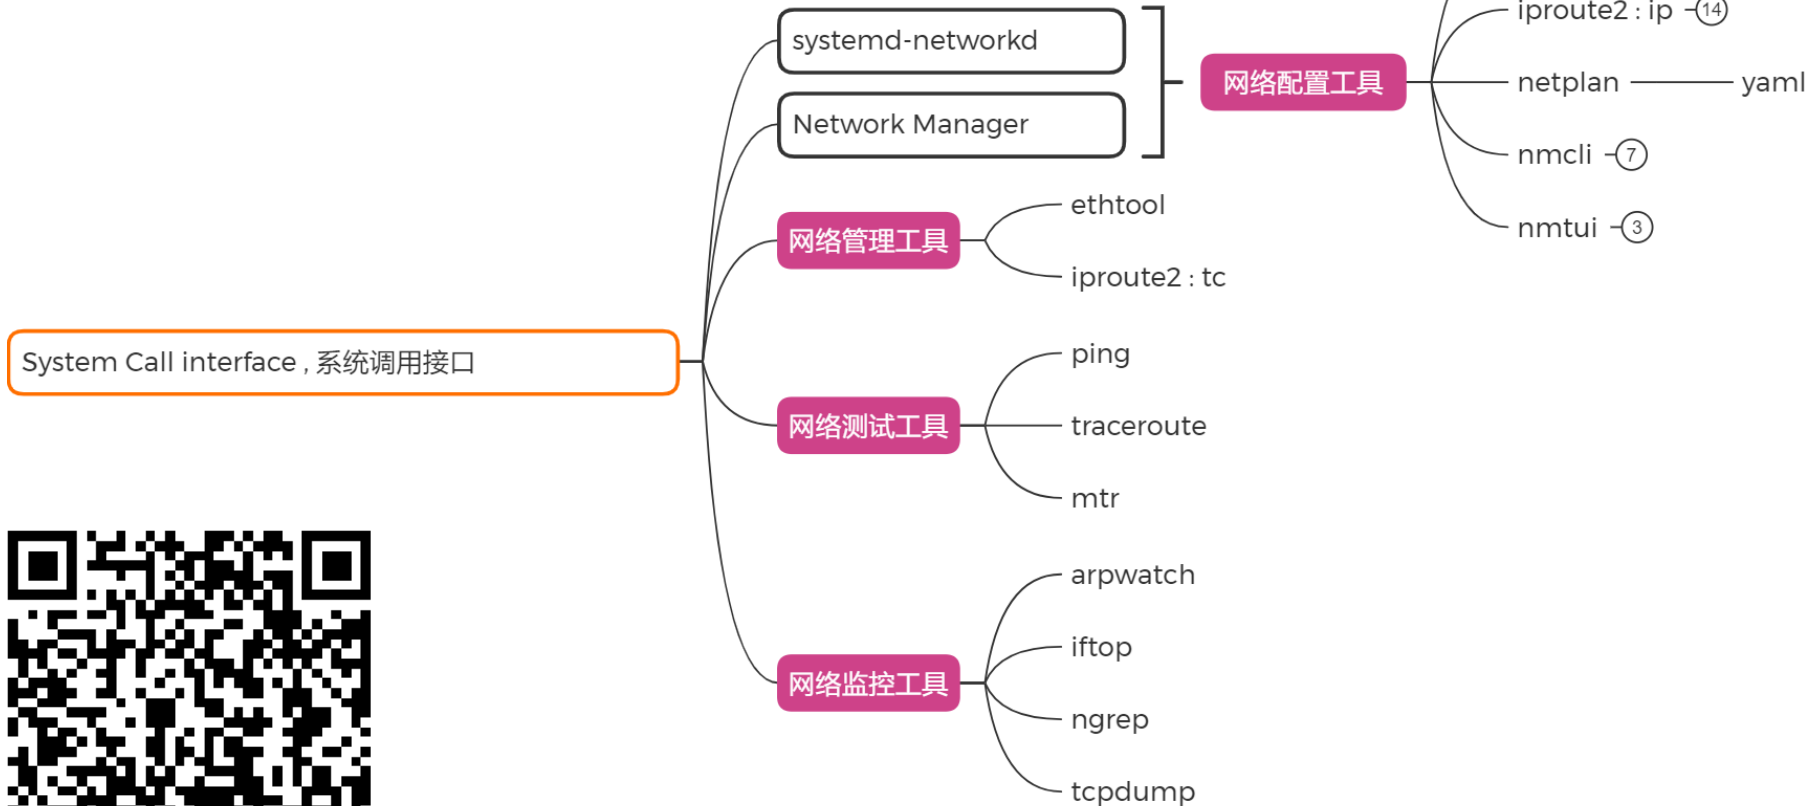 systemd-networkd
Network Manager
网络配置工具
iproute2 : ip
14
netplan
yaml
nmcli
7
nmtui
3
网络管理工具
ethtool
iproute2 : tc
System Call interface , 系统调用接口
网络测试工具
ping
traceroute
mtr
网络监控工具
arpwatch
iftop
ngrep
tcpdump